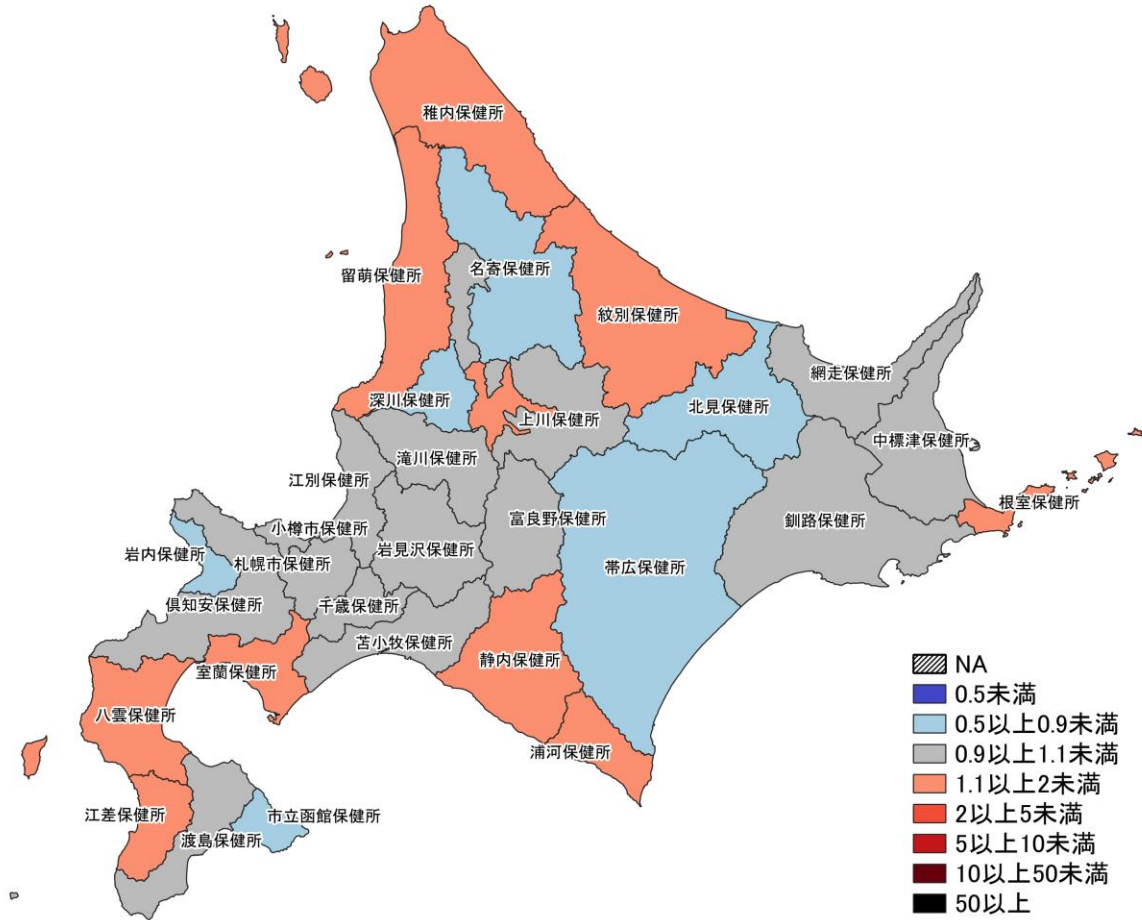 稚内保健所
留萌保健所
名寄保健所
紋別保健所
網走保健所
深川保健所
上川保健所
北見保健所
中標津保健所
滝川保健所
江別保健所
根室保健所
富良野保健所
釧路保健所
小樽市保健所
岩見沢保健所
岩内保健所
札幌市保健所
帯広保健所
倶知安保健所
千歳保健所
苫小牧保健所
静内保健所
室蘭保健所
八雲保健所
浦河保健所
江差保健所
市立函館保健所
渡島保健所
NA
0.5未満
0.5以上0.9未満
0.9以上1.1未満
1.1以上2未満
2以上5未満
5以上10未満
10以上50未満
50以上